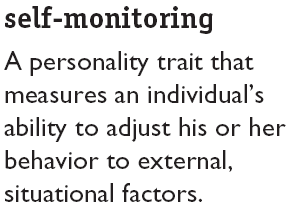 self-monitoring
A personality trait that
measures an individual’s
ability to adjust his or her
behavior to external,
situational factors.